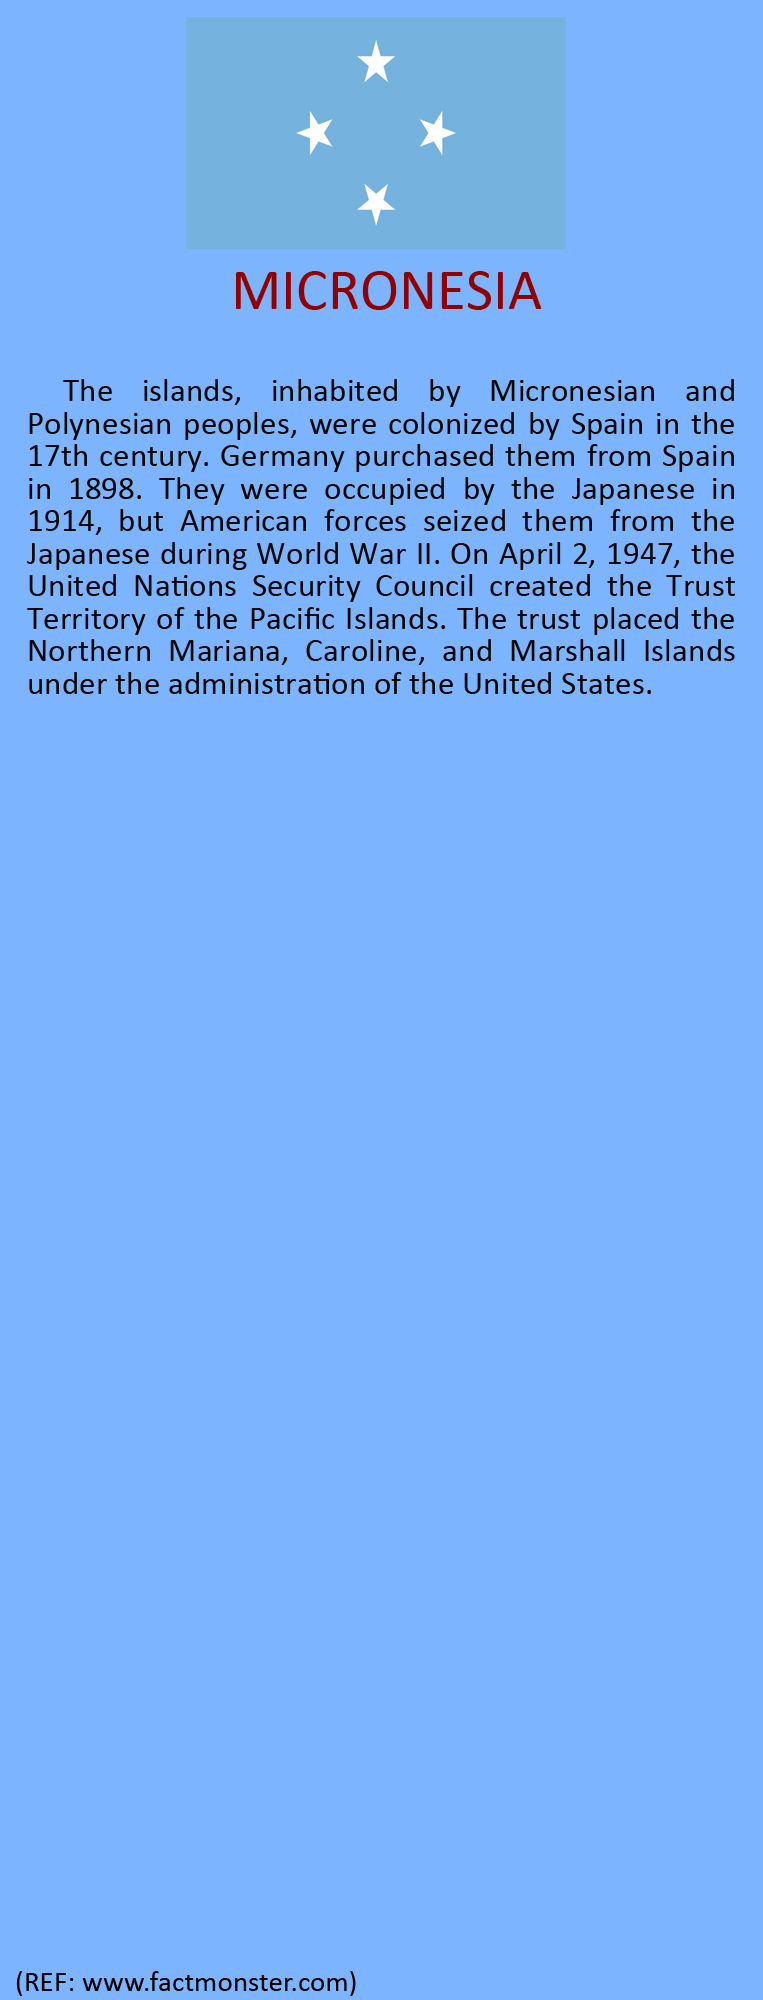 MICRONESIA
The islands, inhabited by Micronesian and
Polynesian peoples, were colonized by Spain in the
17th century. Germany purchased them from Spain
in 1898. They were occupied by the Japanese in
1914, but American forces seized them from the
Japanese during World War II. On April 2, 1947, the
United Nations Security Council created the Trust
Territory of the Pacific Islands. The trust placed the
Northern Mariana, Caroline, and Marshall Islands
under the administration of the United States.
(REF: www.factmonster.com)